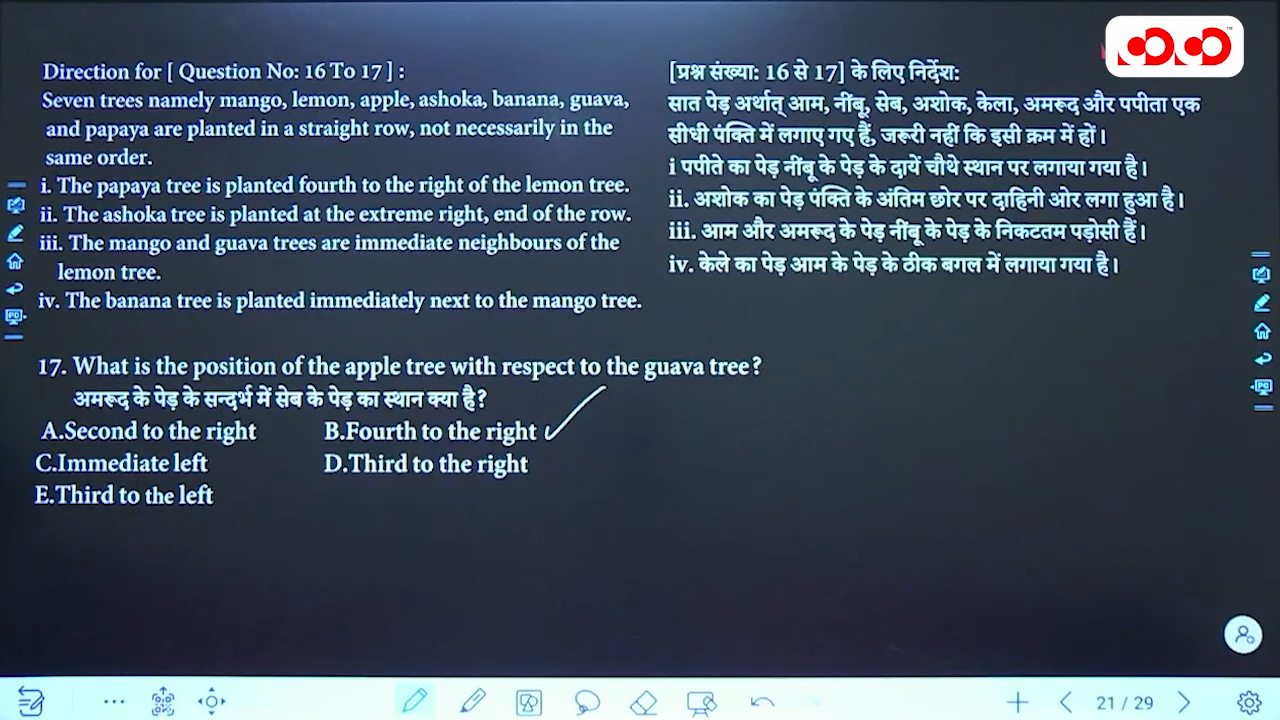 Direction for [ Question No: 16 To 17 ] :
Seven trees namely mango, lemon, apple, ashoka, banana, guava,
and papaya are planted in a straight row, not necessarily in the
same order.
i. The papaya tree is planted fourth to the right of the lemon tree.
ii. The ashoka tree is planted at the extreme right, end of the row.
iii. The mango and guava trees are immediate neighbours of the
lemon tree.
iv. The banana tree is planted immediately next to the mango tree.
[प्रश्न संख्या: 16 से 17] के लिए निर्देश:
सात पेड़ अर्थात् आम, नींबू, सेब, अशोक, केला, अमरूद और पपीता एक
सीधी पंक्ति में लगाए गए हैं, जरूरी नहीं कि इसी क्रम में हों।
i पपीते का पेड़ नींबू के पेड़ के दायें चौथे स्थान पर लगाया गया है।
ii. अशोक का पेड़ पंक्ति के अंतिम छोर पर दाहिनी ओर लगा हुआ है।
iii. आम और अमरूद के पेड़ नींबू के पेड़ के निकटतम पड़ोसी हैं।
iv. केले का पेड़ आम के पेड़ के ठीक बगल में लगाया गया है।
17. What is the position of the apple tree with respect to the guava tree?
अमरूद के पेड़ के सन्दर्भ में सेब के पेड़ का स्थान क्या है?
A.Second to the right B.Fourth to the right
C.Immediate left D.Third to the right
E.Third to the left
21 / 29